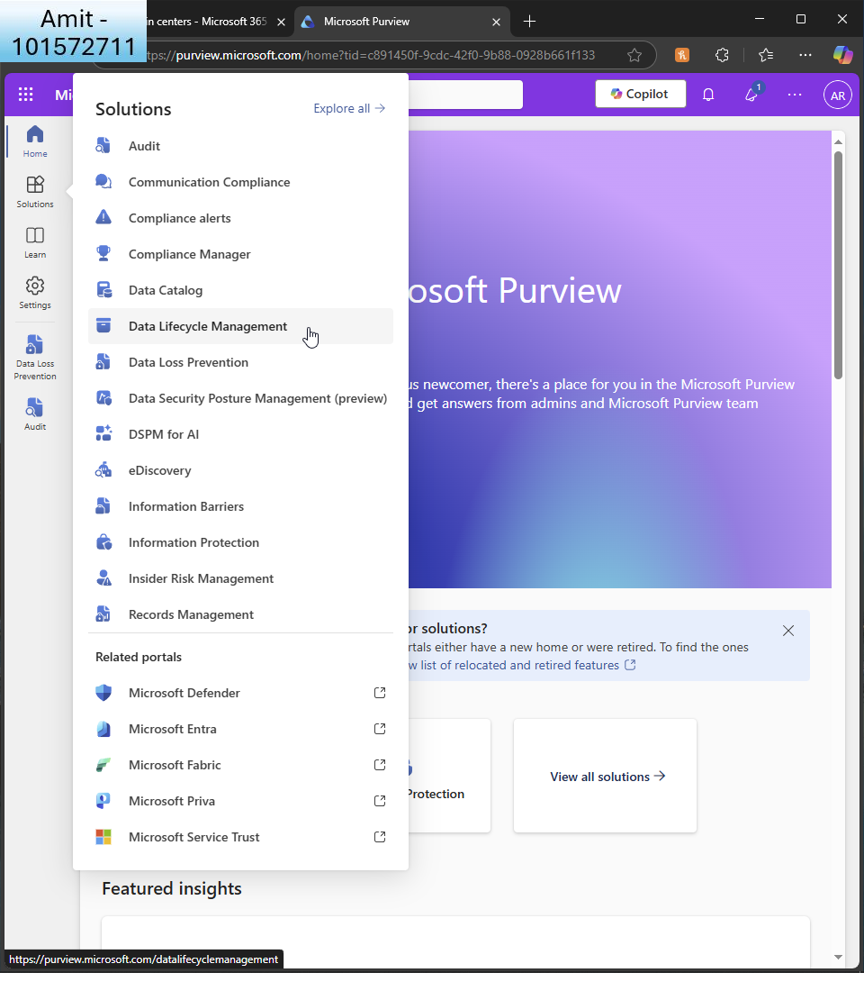 Amit -
101572711
in centers - Microsoft 365
Microsoft Purview
tps://purview.microsoft.com/home?tid=c891450f-9cdc-42f0-9b88-0928b661f133
Mi
Copilot
1
AR
Home
Solutions
Learn
Settings
Data Loss
Prevention
Audit
Solutions
Explore all
Audit
Communication Compliance
Compliance alerts
Compliance Manager
Data Catalog
Data Lifecycle Management
Data Loss Prevention
Data Security Posture Management (preview)
DSPM for AI
eDiscovery
Information Barriers
Information Protection
Insider Risk Management
Records Management
Related portals
Microsoft Defender
Microsoft Entra
Microsoft Fabric
Microsoft Priva
Microsoft Service Trust
osoft Purview
us newcomer, there's a place for you in the Microsoft Purview
d get answers from admins and Microsoft Purview team
or solutions?
rtals either have a new home or were retired. To find the ones
w list of relocated and retired features
Protection
View all solutions
Featured insights
https://purview.microsoft.com/datalifecyclemanagement